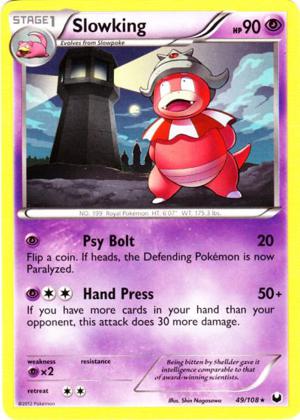 STAGE1 Slowking HP90
Evolves from Slowpoke
NO. 199 Royal Pokémon HT. 6'07" WT. 175.3 lbs.
Psy Bolt 20
Flip a coin. If heads, the Defending Pokémon is now
Paralyzed.
Hand Press 50+
If you have more cards in your hand than your
opponent, this attack does 30 more damage.
weakness resistance
×2
retreat
Being bitten by Shellder gave it
intelligence comparable to that
of award-winning scientists.
©2012 Pokémon Illus. Shin Nagasawa 49/108 ★